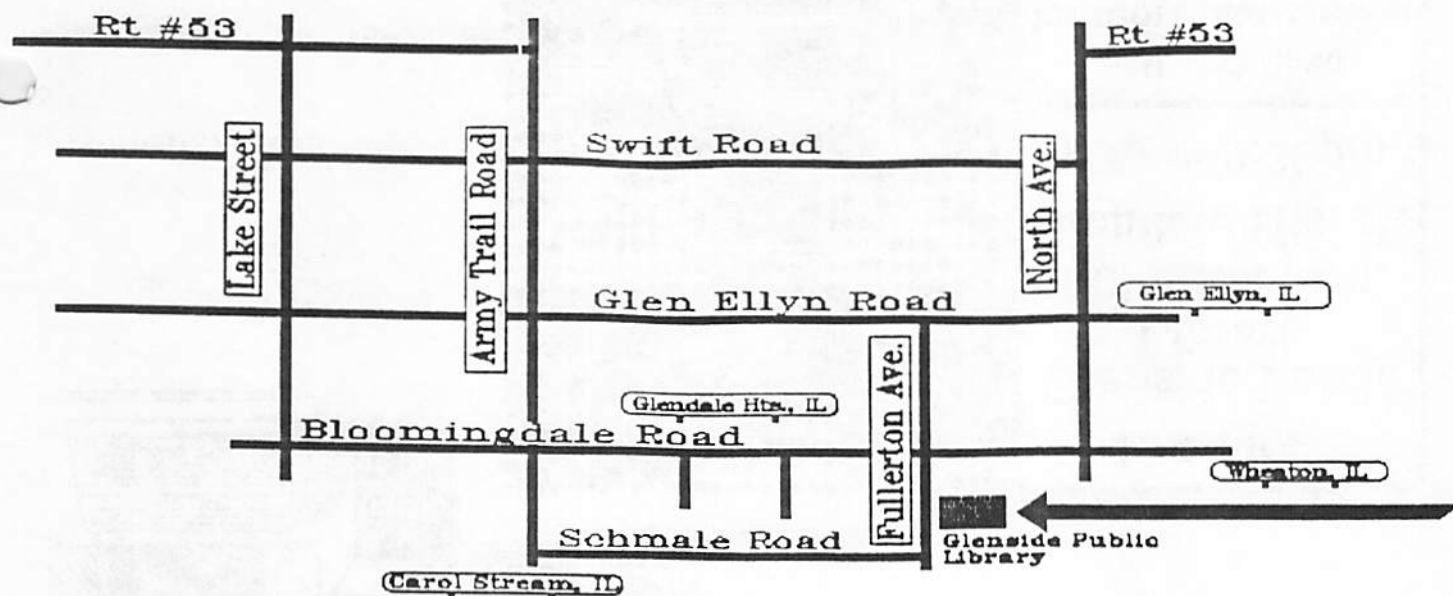 Rt #53
Rt #53
Swift Road
Lake Street
Army Trail Road
North Ave.
Glen Ellyn Road
Glen Ellyn, IL
Fullerton Ave.
Glendale Hts., IL
Bloomingdale Road
Wheaton, IL
Schmale Road
Glenside Public
Library
Carol Stream, IL